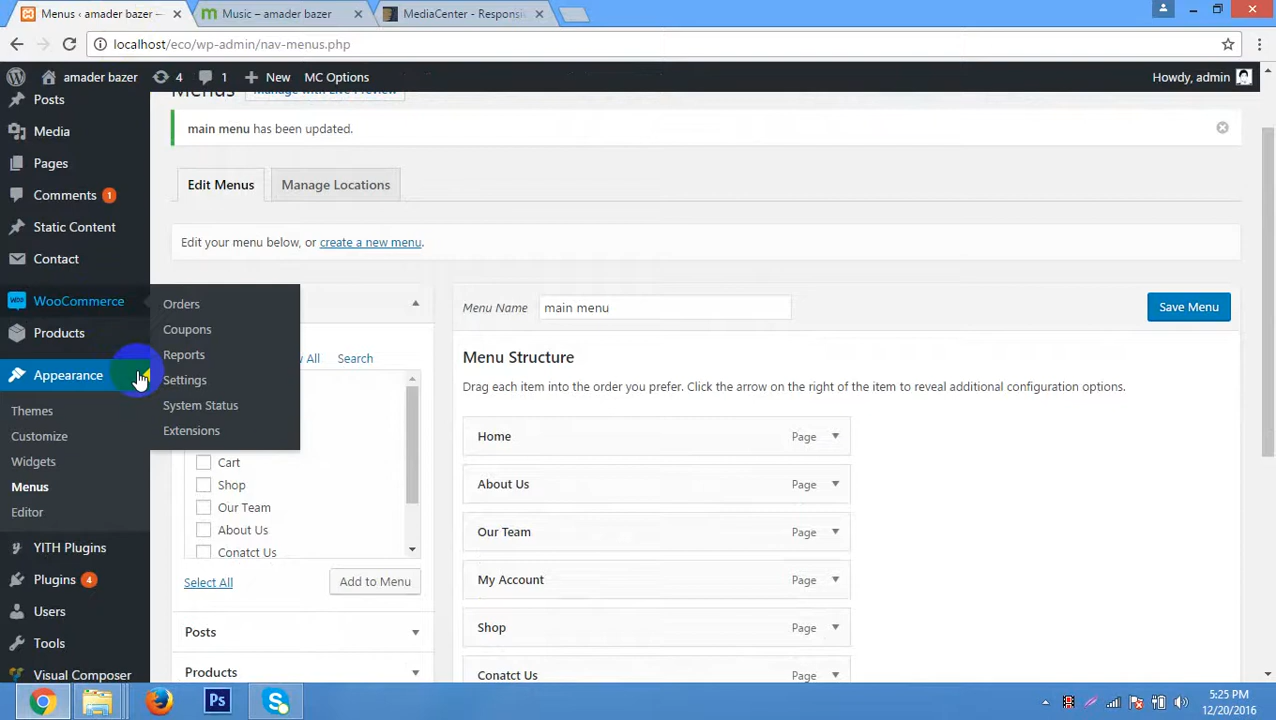 Menus ‹ amader bazer –
Music – amader bazer
MediaCenter - Responsi
localhost/eco/wp-admin/nav-menus.php
amader bazer
4
1
New
MC Options
Howdy, admin
Menus
Manage with Live Preview
Posts
Media
Pages
Comments 1
Static Content
Contact
WooCommerce
Products
Appearance
Themes
Customize
Widgets
Menus
Editor
YITH Plugins
Plugins 4
Users
Tools
Visual Composer
Orders
Coupons
Reports
Settings
System Status
Extensions
main menu has been updated.
Edit Menus
Manage Locations
Edit your menu below, or create a new menu.
All
Search
Cart
Shop
Our Team
About Us
Conatct Us
Select All
Add to Menu
Posts
Products
Menu Name
main menu
Save Menu
Menu Structure
Drag each item into the order you prefer. Click the arrow on the right of the item to reveal additional configuration options.
Home
Page
About Us
Page
Our Team
Page
My Account
Page
Shop
Page
Conatct Us
Page
Ps
5:25 PM
12/20/2016